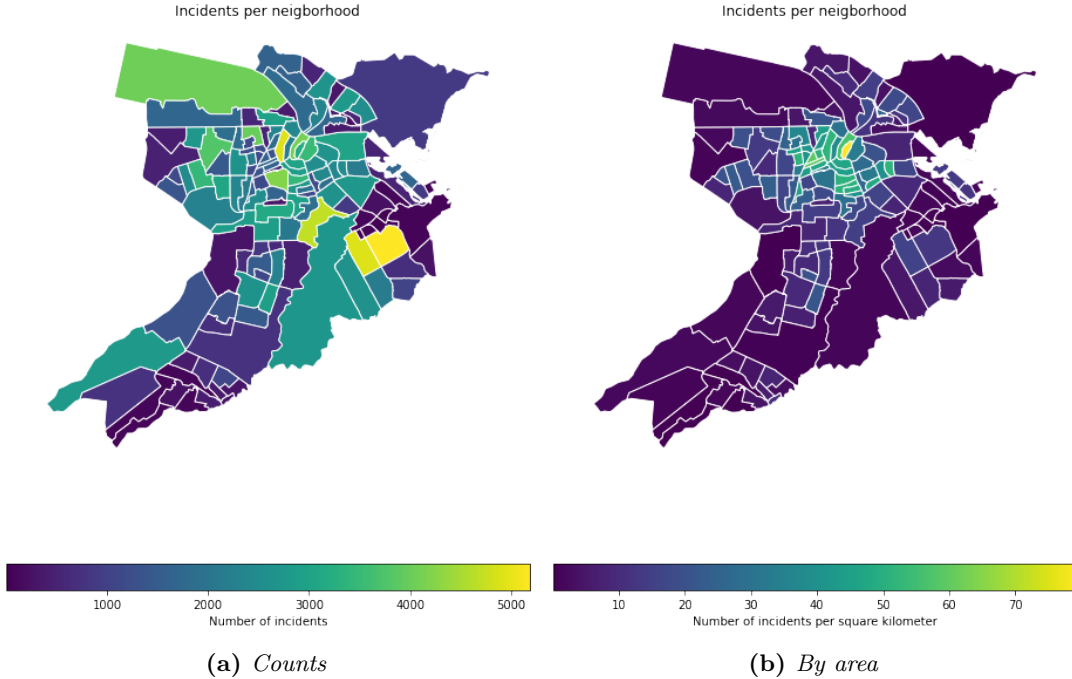 Incidents per neigborhood
Incidents per neigborhood
1000 2000 3000 4000 5000
Number of incidents
10 20 30 40 50 60 70
Number of incidents per square kilometer
(a) Counts
(b) By area